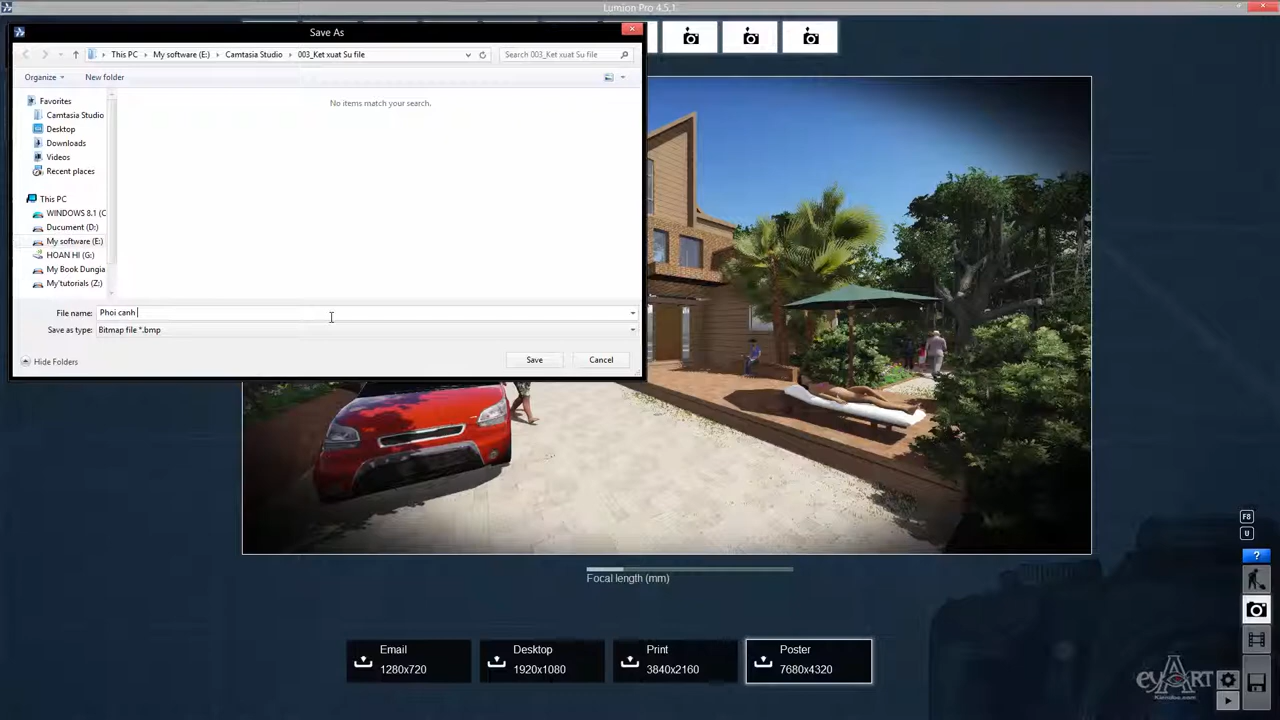 Lumion Pro 4.5.1.
Save As
This PC
My software (E:)
Camtasia Studio
003_Ket xuat Su file
Search 003_Ket xuat Su file
Organize
New folder
No items match your search.
Favorites
Camtasia Studio
Desktop
Downloads
Videos
Recent places
This PC
WINDOWS 8.1 (C
Ducument (D:)
My software (E:)
HOAN HI (G:)
My Book Dungia
My'tutorials (Z:)
File name: Phoi canh
Save as type: Bitmap file *.bmp
Hide Folders
Save
Cancel
Focal length (mm)
Email
1280x720
Desktop
1920x1080
Print
3840x2160
Poster
7680x4320
F8
U
?
eyART